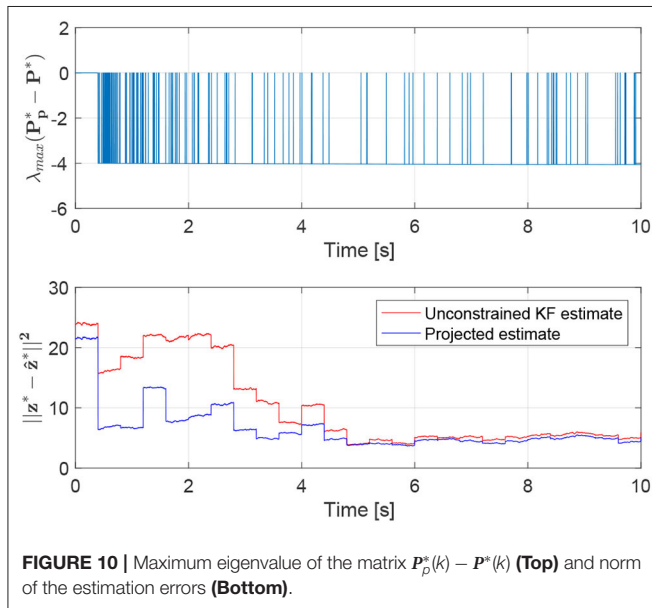 2
0
-2
-4
-6
λmax(P*p − P*)
0 2 4 6 8 10
Time [s]
30
20
10
0
||z* − ẑ*||²
Unconstrained KF estimate
Projected estimate
0 2 4 6 8 10
Time [s]
FIGURE 10 | Maximum eigenvalue of the matrix P*p(k) − P*(k) (Top) and norm
of the estimation errors (Bottom).